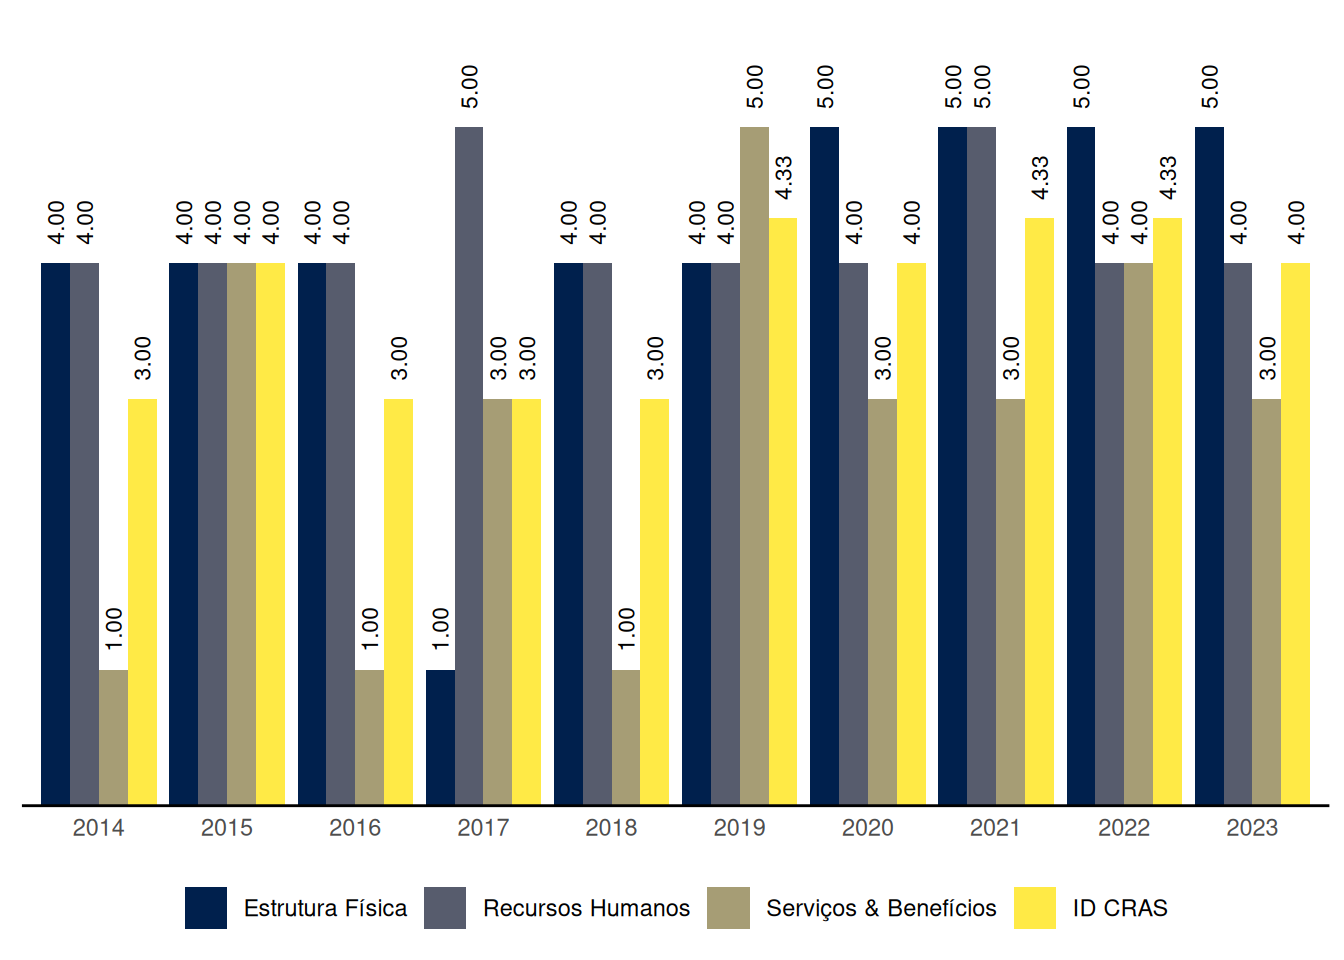 5.00 5.00 5.00 5.00 5.00 5.00 5.00
4.33 4.33 4.33
4.00 4.00 4.00 4.00 4.00 4.00 4.00 4.00 4.00 4.00 4.00 4.00 4.00 4.00 4.00 4.00 4.00 4.00
3.00 3.00 3.00 3.00 3.00 3.00 3.00 3.00
1.00 1.00 1.00 1.00
2014 2015 2016 2017 2018 2019 2020 2021 2022 2023
Estrutura Física Recursos Humanos Serviços & Benefícios ID CRAS